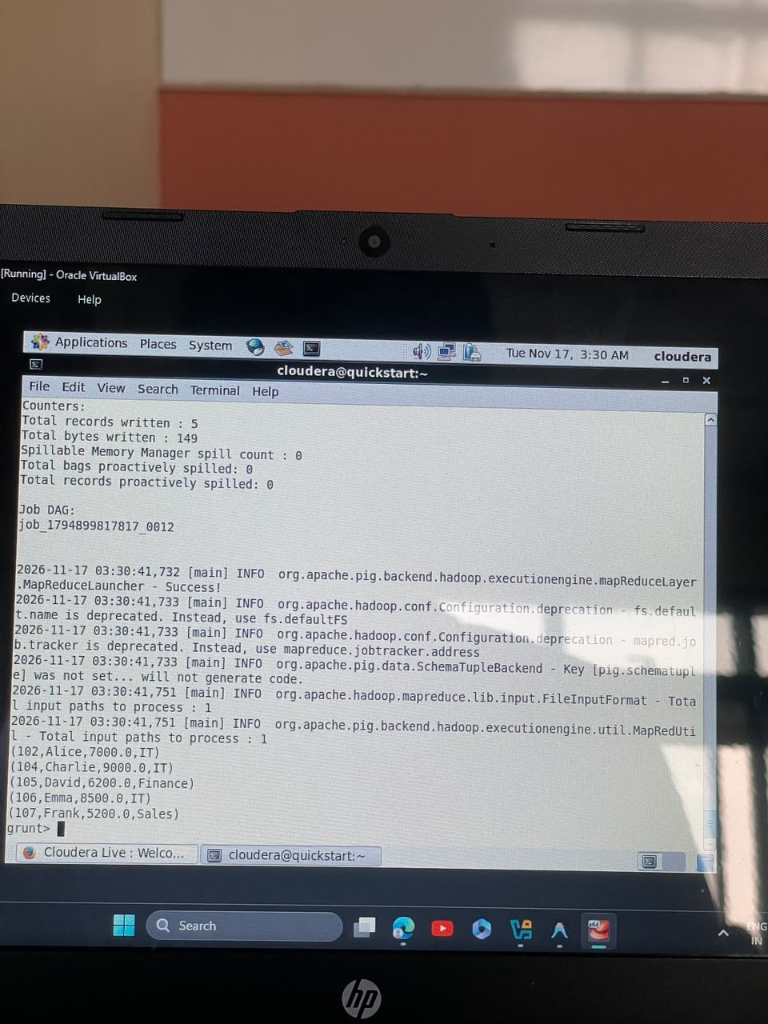 [Running] - Oracle VirtualBox
Devices Help
Applications Places System Tue Nov 17, 3:30 AM cloudera
cloudera@quickstart:~
File Edit View Search Terminal Help
Counters:
Total records written : 5
Total bytes written : 149
Spillable Memory Manager spill count : 0
Total bags proactively spilled: 0
Total records proactively spilled: 0
Job DAG:
job_1794899817817_0012
2026-11-17 03:30:41,732 [main] INFO org.apache.pig.backend.hadoop.executionengine.mapReduceLayer
.MapReduceLauncher - Success!
2026-11-17 03:30:41,733 [main] INFO org.apache.hadoop.conf.Configuration.deprecation - fs.defaul
t.name is deprecated. Instead, use fs.defaultFS
2026-11-17 03:30:41,733 [main] INFO org.apache.hadoop.conf.Configuration.deprecation - mapred.jo
b.tracker is deprecated. Instead, use mapreduce.jobtracker.address
2026-11-17 03:30:41,733 [main] INFO org.apache.pig.data.SchemaTupleBackend - Key [pig.schematupl
e] was not set... will not generate code.
2026-11-17 03:30:41,751 [main] INFO org.apache.hadoop.mapreduce.lib.input.FileInputFormat - Tota
l input paths to process : 1
2026-11-17 03:30:41,751 [main] INFO org.apache.pig.backend.hadoop.executionengine.util.MapRedUti
l - Total input paths to process : 1
(102,Alice,7000.0,IT)
(104,Charlie,9000.0,IT)
(105,David,6200.0,Finance)
(106,Emma,8500.0,IT)
(107,Frank,5200.0,Sales)
grunt>
Cloudera Live : Welco... cloudera@quickstart:~
Search
ENG
IN
hp